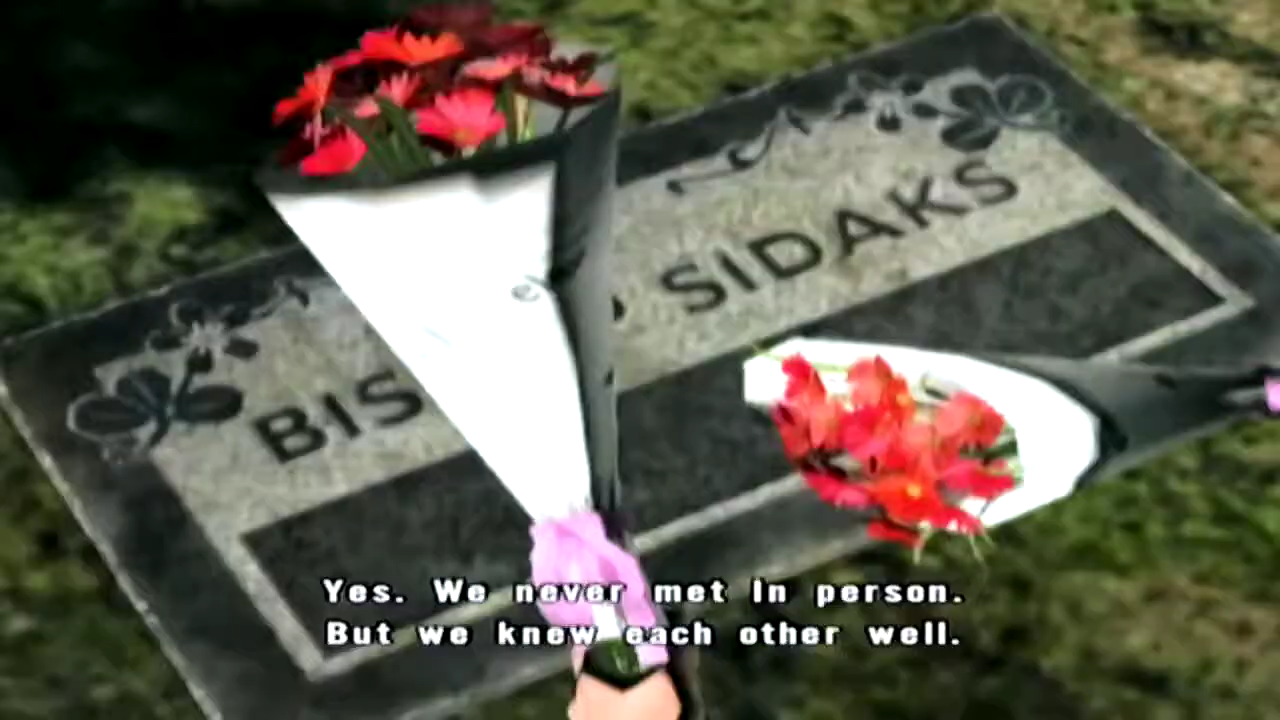 BIS SIDAKS
Yes. We never met in person.
But we knew each other well.